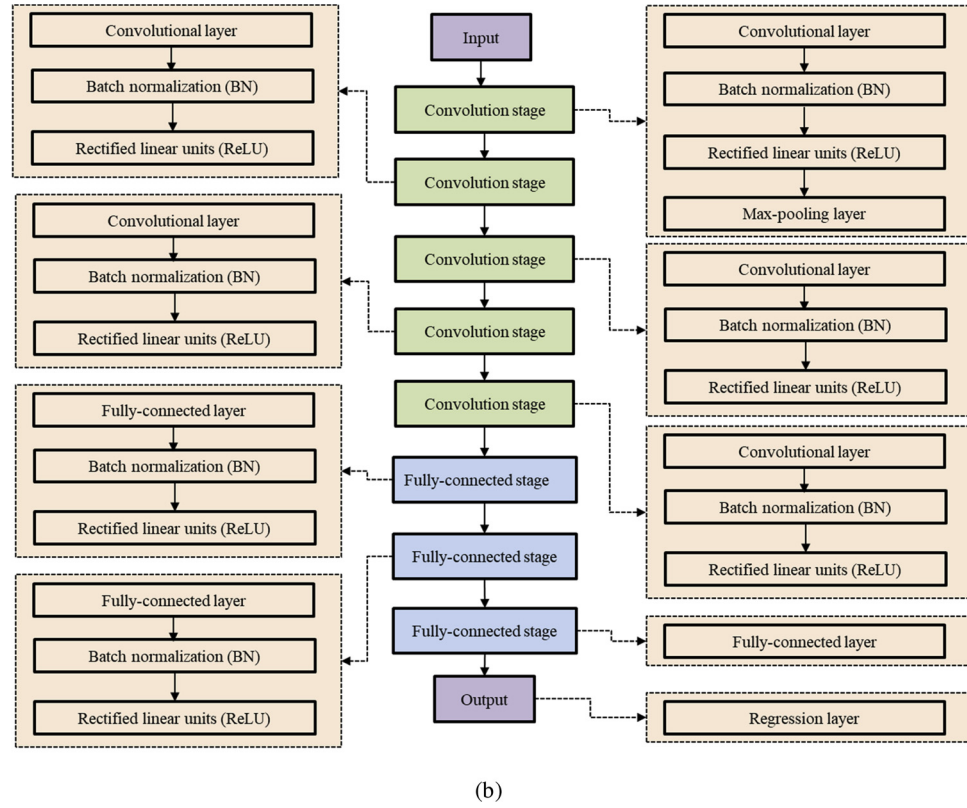 Convolutional layer
Batch normalization (BN)
Rectified linear units (ReLU)
Convolutional layer
Batch normalization (BN)
Rectified linear units (ReLU)
Fully-connected layer
Batch normalization (BN)
Rectified linear units (ReLU)
Fully-connected layer
Batch normalization (BN)
Rectified linear units (ReLU)
Input
Convolution stage
Convolution stage
Convolution stage
Convolution stage
Convolution stage
Fully-connected stage
Fully-connected stage
Fully-connected stage
Output
Convolutional layer
Batch normalization (BN)
Rectified linear units (ReLU)
Max-pooling layer
Convolutional layer
Batch normalization (BN)
Rectified linear units (ReLU)
Convolutional layer
Batch normalization (BN)
Rectified linear units (ReLU)
Fully-connected layer
Regression layer
(b)